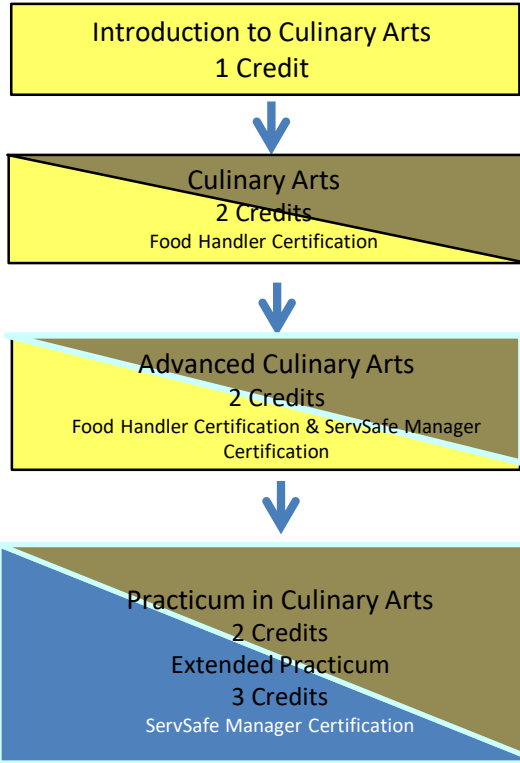 Introduction to Culinary Arts
1 Credit
Culinary Arts
2 Credits
Food Handler Certification
Advanced Culinary Arts
2 Credits
Food Handler Certification & ServSafe Manager
Certification
Practicum in Culinary Arts
2 Credits
Extended Practicum
3 Credits
ServSafe Manager Certification